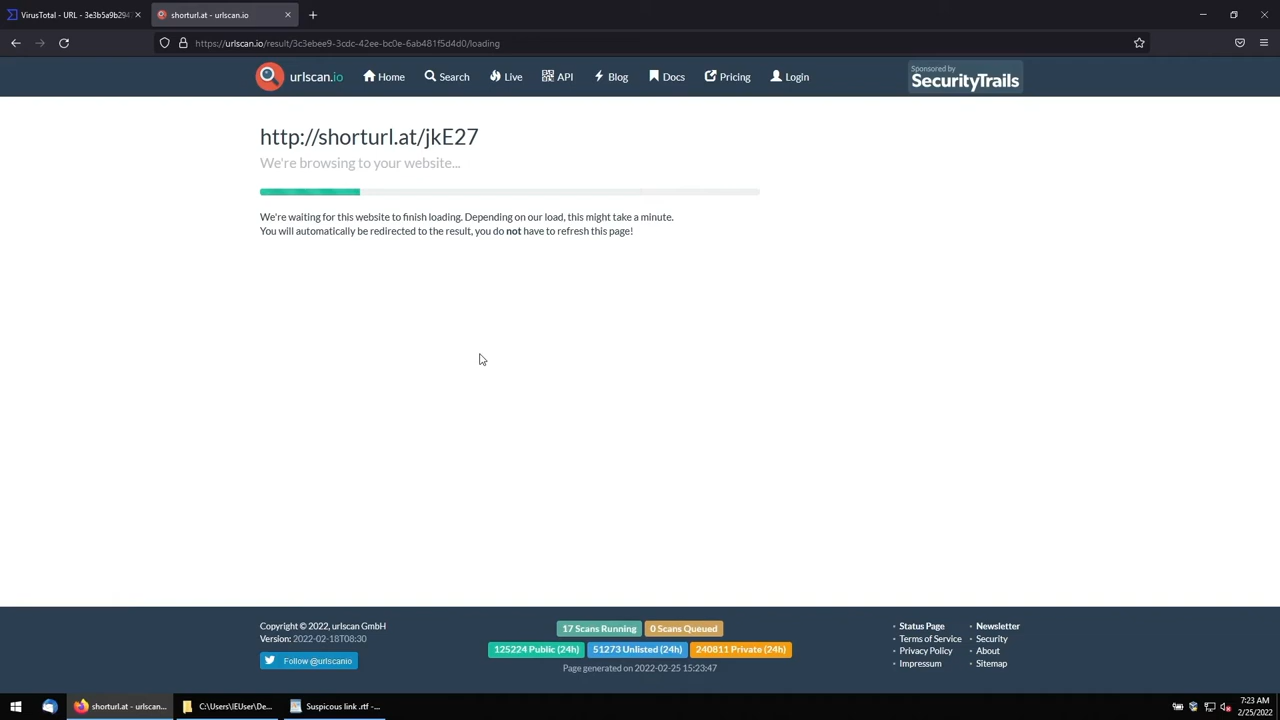 VirusTotal - URL - 3e3b5a9b294
shorturl.at - urlscan.io
https://urlscan.io/result/3c3ebee9-3cdc-42ee-bc0e-6ab481f5d4d0/loading
urlscan.io
Home
Search
Live
API
Blog
Docs
Pricing
Login
Sponsored by
SecurityTrails
http://shorturl.at/jkE27
We're browsing to your website...
We're waiting for this website to finish loading. Depending on our load, this might take a minute.
You will automatically be redirected to the result, you do not have to refresh this page!
Copyright © 2022, urlscan GmbH
Version: 2022-02-18T08:30
Follow @urlscanio
17 Scans Running
0 Scans Queued
125224 Public (24h)
51273 Unlisted (24h)
240811 Private (24h)
Page generated on 2022-02-25 15:23:47
Status Page
Terms of Service
Privacy Policy
Impressum
Newsletter
Security
About
Sitemap
shorturl.at - urlscan...
C:\Users\IEUser\De...
Suspicous link .rtf -...
7:23 AM
2/25/2022